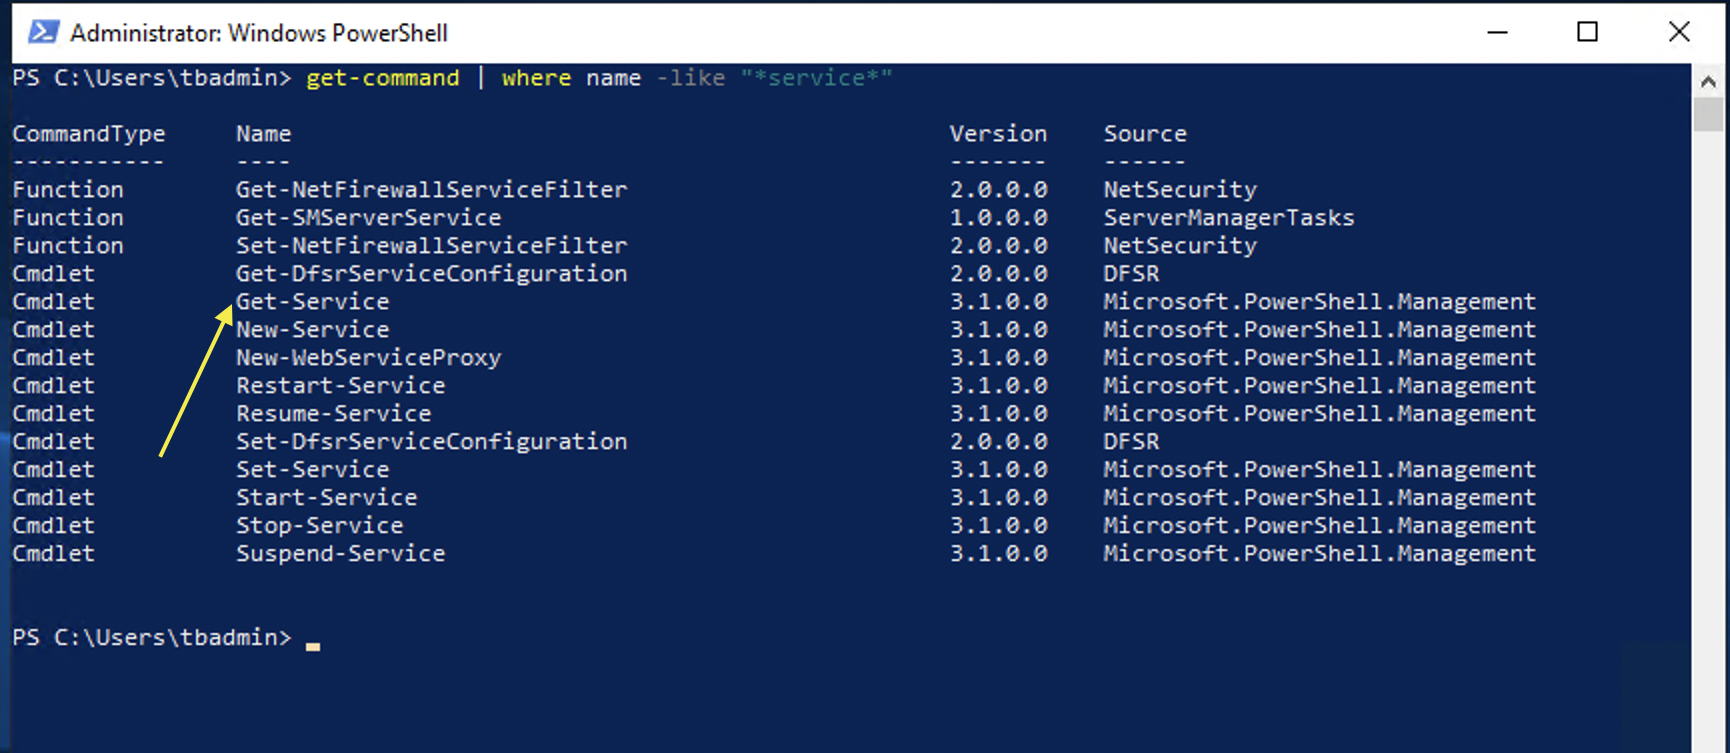 Administrator: Windows PowerShell
PS C:\Users\tbadmin> get-command | where name -like "*service*"
CommandType     Name                                               Version    Source
-----------     ----                                               -------    ------
Function        Get-NetFirewallServiceFilter                       2.0.0.0    NetSecurity
Function        Get-SMServerService                                1.0.0.0    ServerManagerTasks
Function        Set-NetFirewallServiceFilter                       2.0.0.0    NetSecurity
Cmdlet          Get-DfsrServiceConfiguration                       2.0.0.0    DFSR
Cmdlet          Get-Service                                        3.1.0.0    Microsoft.PowerShell.Management
Cmdlet          New-Service                                        3.1.0.0    Microsoft.PowerShell.Management
Cmdlet          New-WebServiceProxy                                3.1.0.0    Microsoft.PowerShell.Management
Cmdlet          Restart-Service                                    3.1.0.0    Microsoft.PowerShell.Management
Cmdlet          Resume-Service                                     3.1.0.0    Microsoft.PowerShell.Management
Cmdlet          Set-DfsrServiceConfiguration                       2.0.0.0    DFSR
Cmdlet          Set-Service                                        3.1.0.0    Microsoft.PowerShell.Management
Cmdlet          Start-Service                                      3.1.0.0    Microsoft.PowerShell.Management
Cmdlet          Stop-Service                                       3.1.0.0    Microsoft.PowerShell.Management
Cmdlet          Suspend-Service                                    3.1.0.0    Microsoft.PowerShell.Management
PS C:\Users\tbadmin>